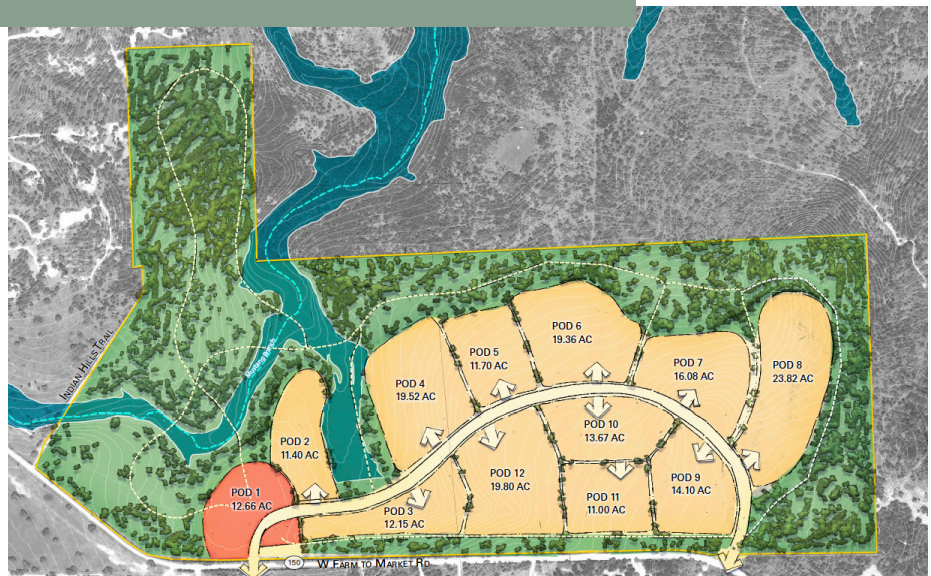 POD 6
19.36 AC
POD 5
11.70 AC
POD 7
16.08 AC
POD 8
23.82 AC
INDIAN HILLS TRAIL
Mustang Branch
POD 4
19.52 AC
POD 10
13.67 AC
POD 2
11.40 AC
POD 12
19.80 AC
POD 9
14.10 AC
POD 1
12.66 AC
POD 11
11.00 AC
POD 3
12.15 AC
150 W FARM TO MARKET RD